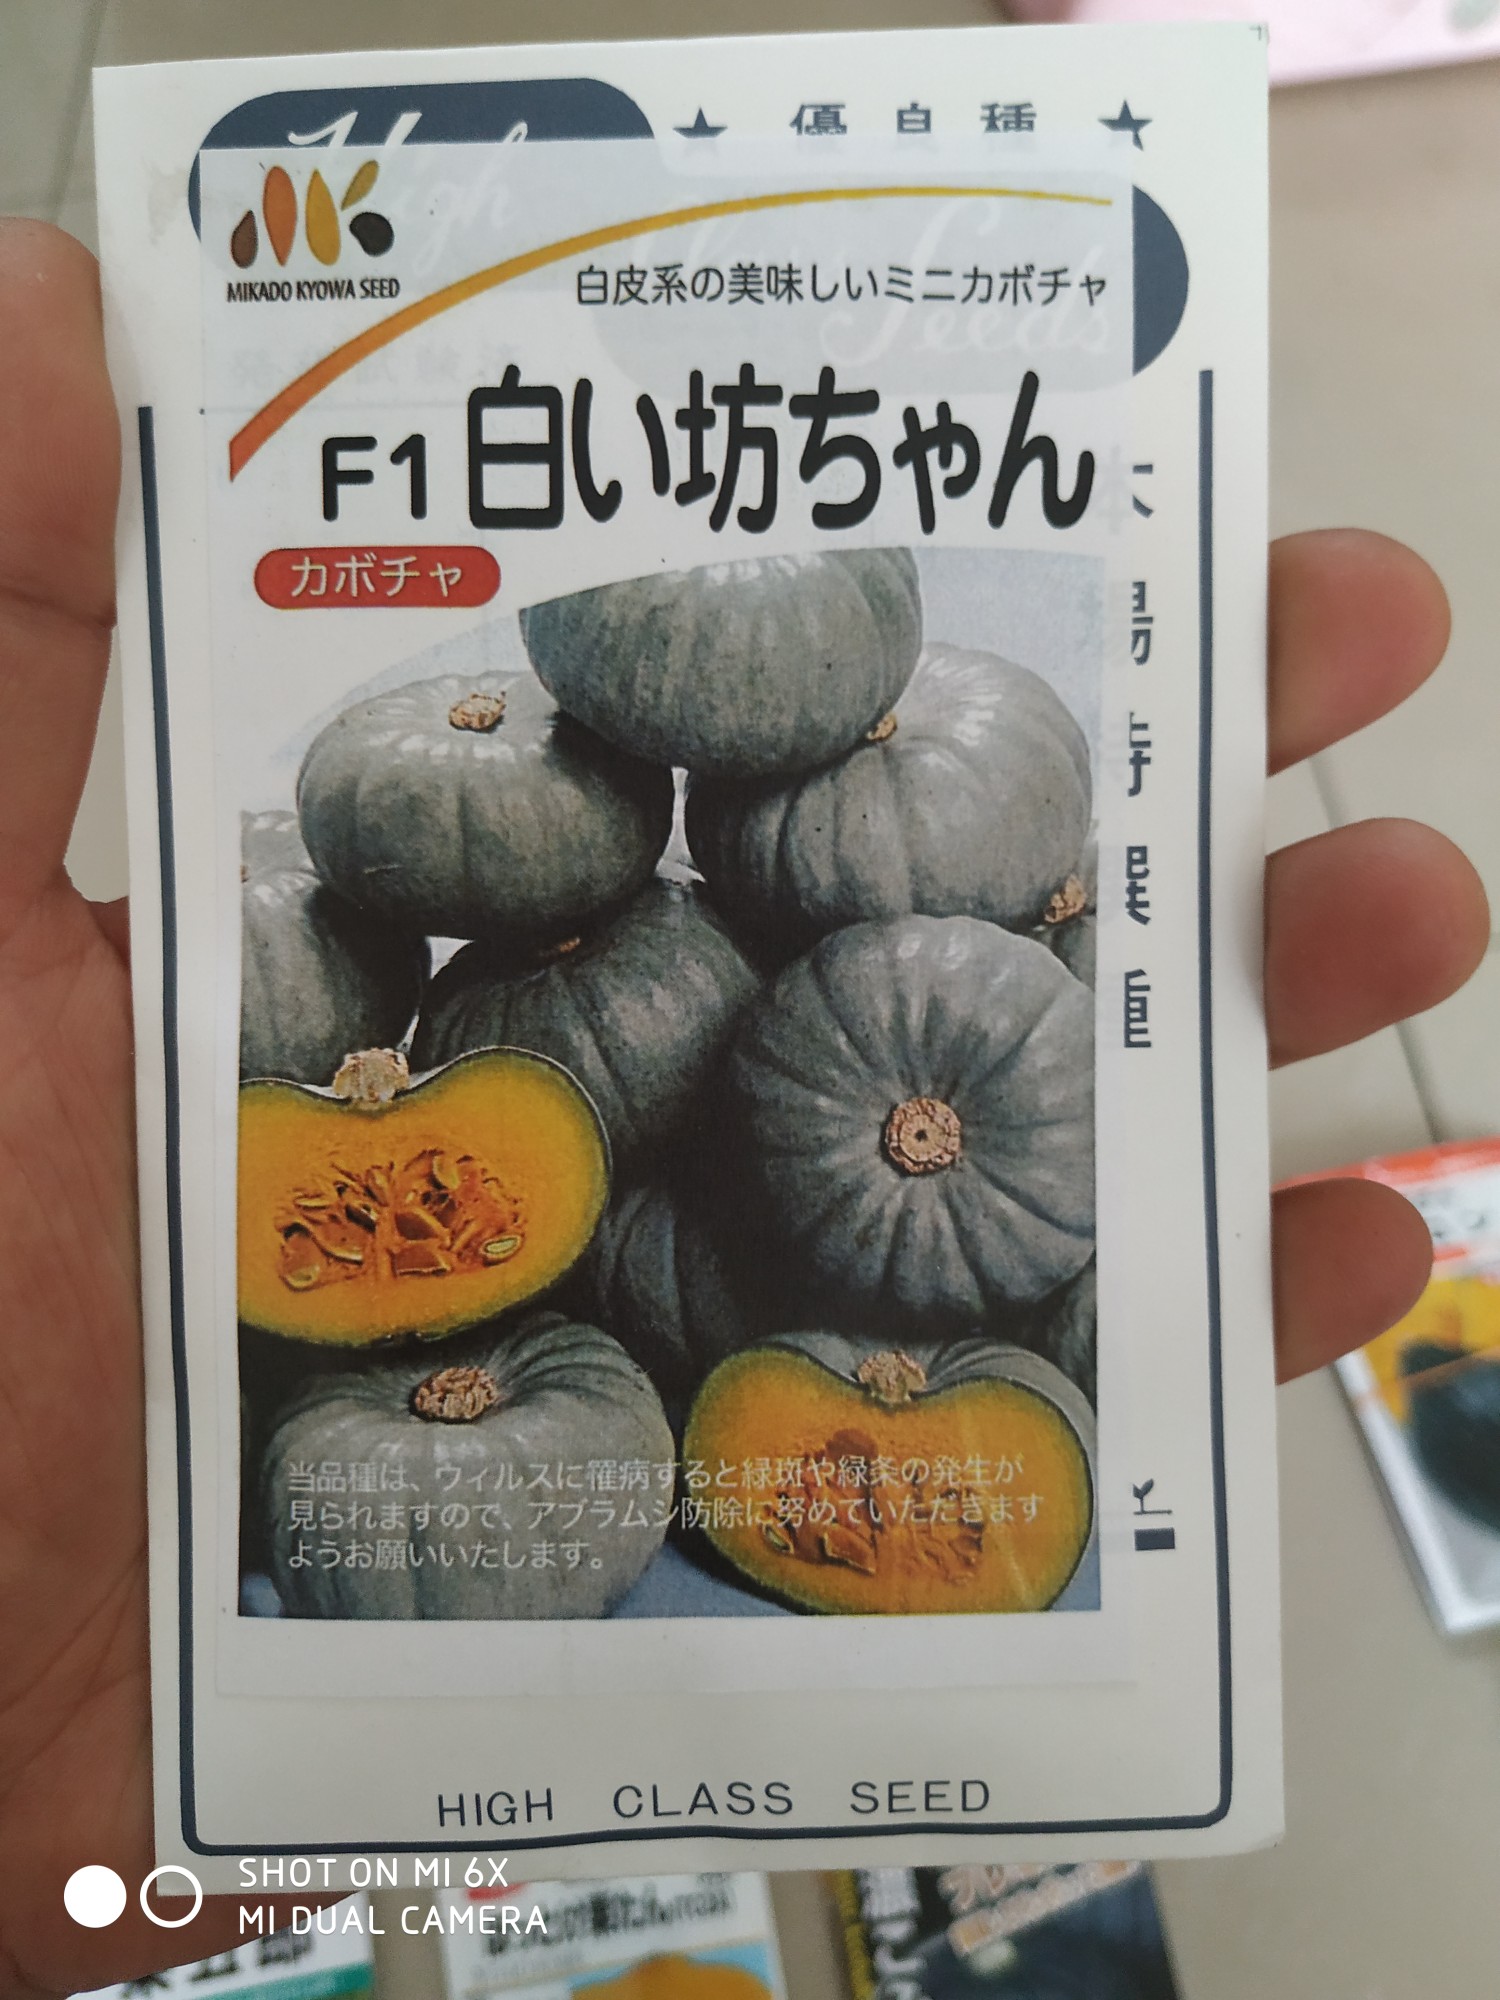 ★ 優良種 ★
High
Seeds
MIKADO KYOWA SEED
白皮系の美味しいミニカボチャ
F1 白い坊ちゃん
カボチャ
当品種は、ウィルスに罹病すると緑斑や緑条の発生が
見られますので、アブラムシ防除に努めていただきます
ようお願いいたします。
HIGH CLASS SEED
SHOT ON MI 6X
MI DUAL CAMERA